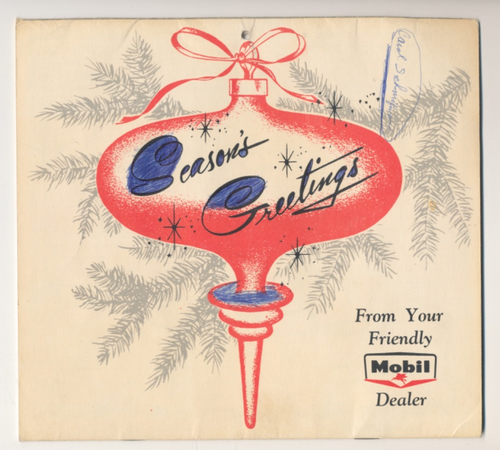 Season's
Greetings
From Your
Friendly
Mobil
Dealer